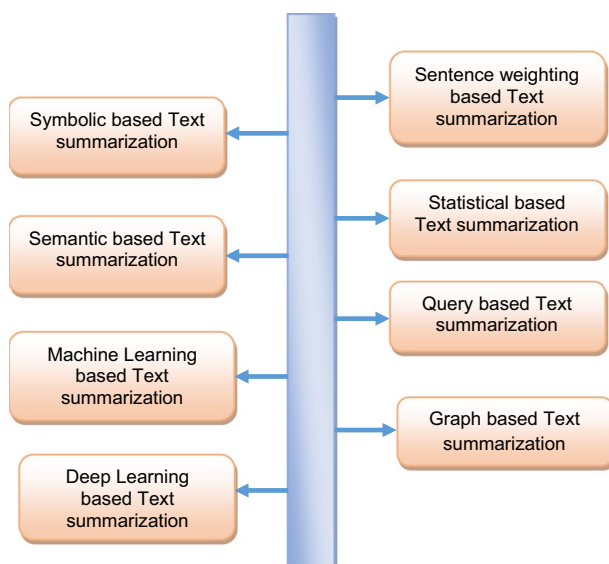 Symbolic based Text
summarization
Semantic based Text
summarization
Machine Learning
based Text
summarization
Deep Learning
based Text
summarization
Sentence weighting
based Text
summarization
Statistical based
Text summarization
Query based Text
summarization
Graph based Text
summarization